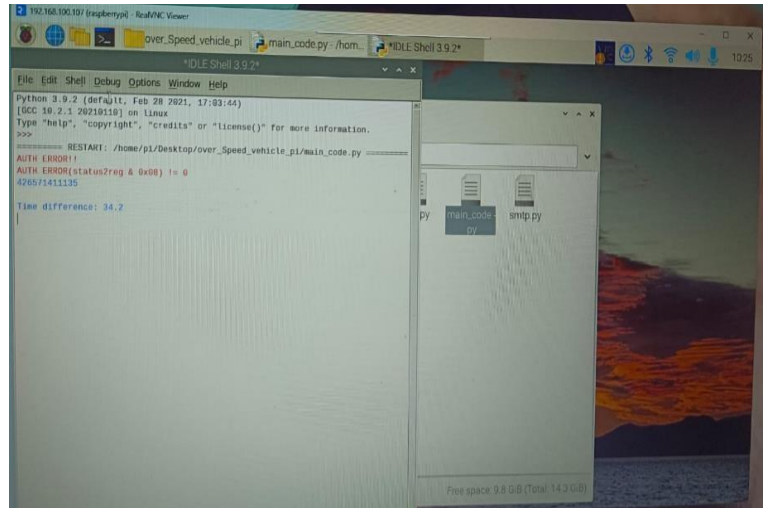 192.168.100.107 (raspberrypi) - RealVNC Viewer
over_Speed_vehicle_pi
main_code.py - /hom...
*IDLE Shell 3.9.2*
10:25
*IDLE Shell 3.9.2*
File Edit Shell Debug Options Window Help
Python 3.9.2 (default, Feb 28 2021, 17:03:44)
[GCC 10.2.1 20210110] on linux
Type "help", "copyright", "credits" or "license()" for more information.
>>>
========= RESTART: /home/pi/Desktop/over_Speed_vehicle_pi/main_code.py ========
AUTH ERROR!!
AUTH ERROR(status2reg & 0x08) != 0
426571411135
Time difference: 34.2
py
main_code.
py
smtp.py
Free space: 9.8 GiB (Total: 14.3 GiB)